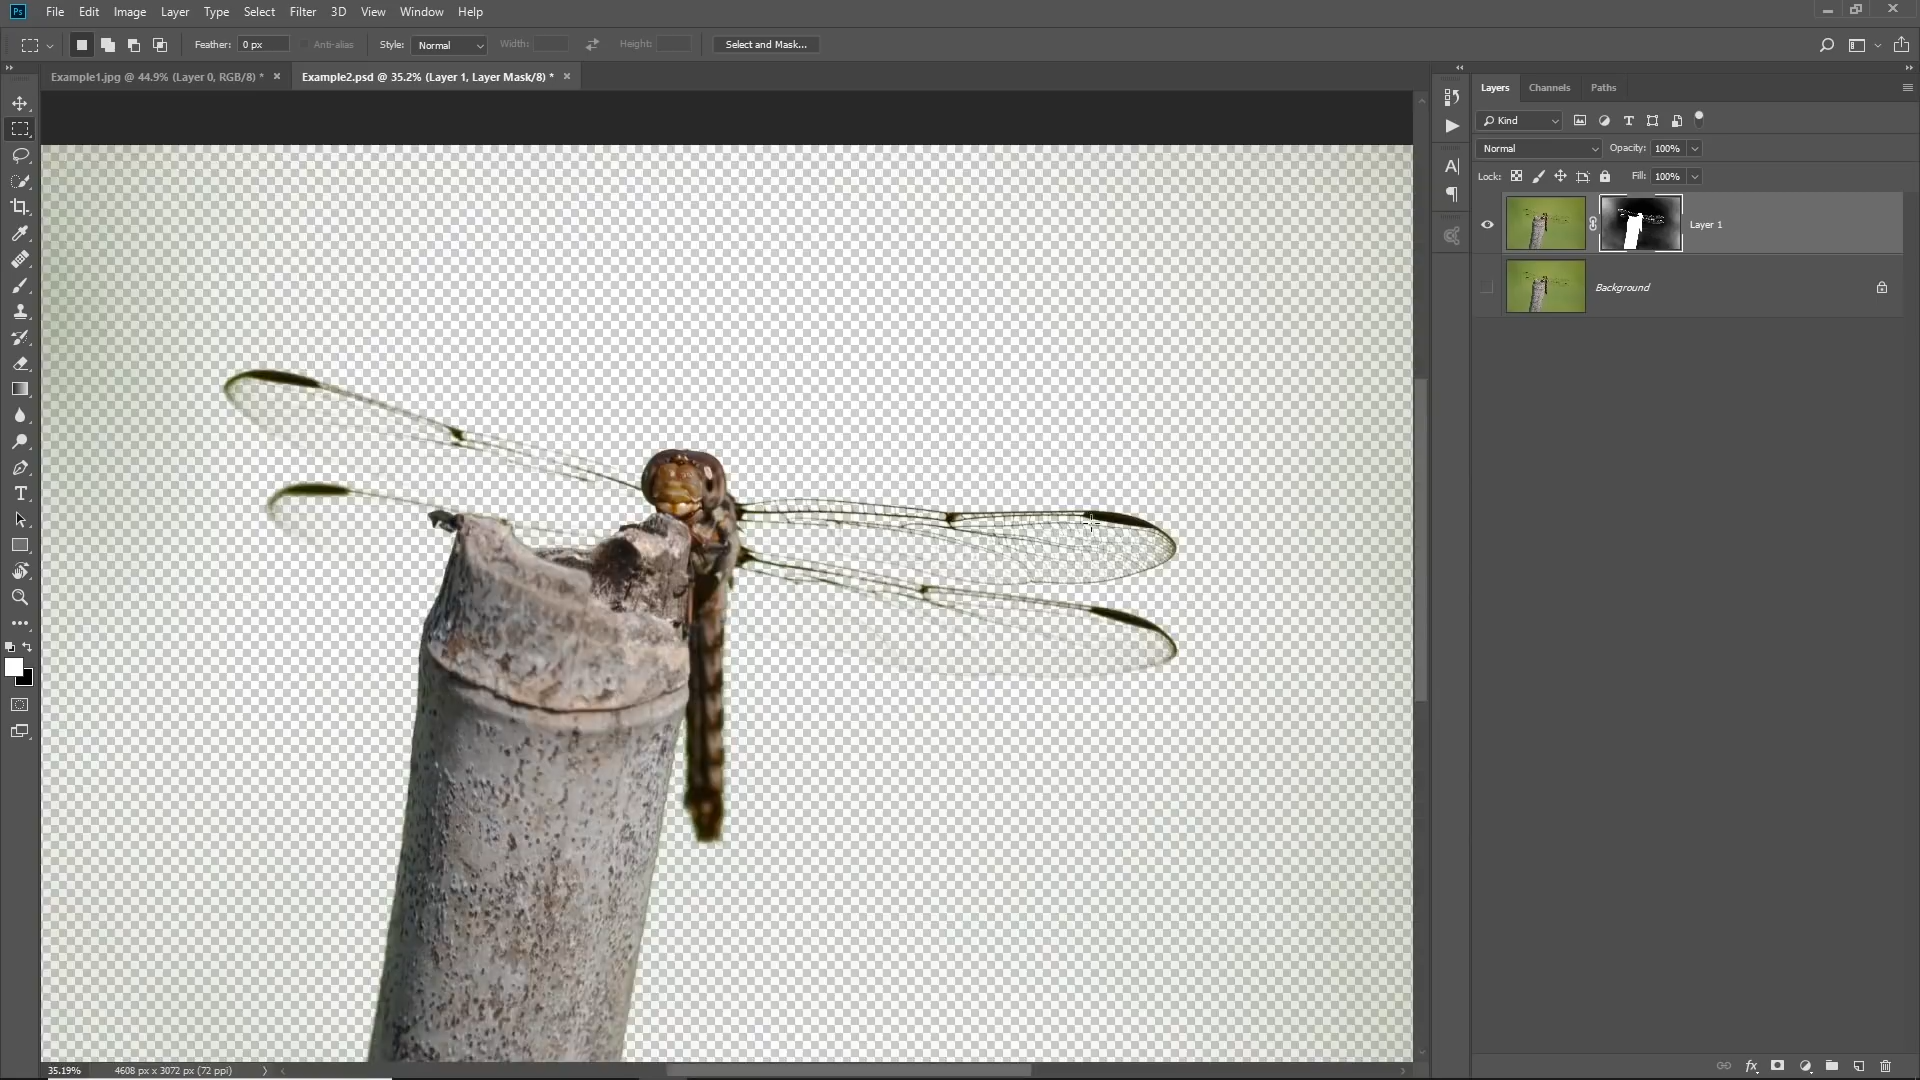 Ps File Edit Image Layer Type Select Filter 3D View Window Help
Feather: 0 px Anti-alias Style: Normal Width: Height: Select and Mask...
Example1.jpg @ 44.9% (Layer 0, RGB/8) * × Example2.psd @ 35.2% (Layer 1, Layer Mask/8) * ×
Layers Channels Paths
Kind
Normal Opacity: 100%
Lock: Fill: 100%
Layer 1
Background
35.19% 4608 px x 3072 px (72 ppi)